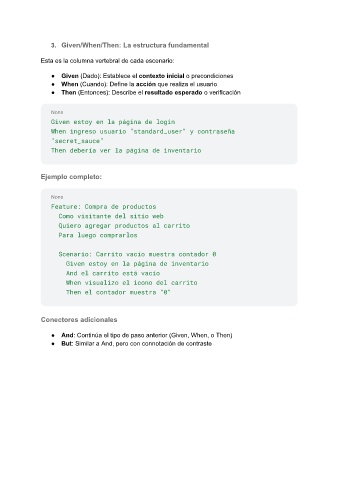 3. Given/When/Then: La estructura fundamental
Esta es la columna vertebral de cada escenario:
● Given (Dado): Establece el contexto inicial o precondiciones
● When (Cuando): Define la acción que realiza el usuario
● Then (Entonces): Describe el resultado esperado o verificación
None
Given estoy en la página de login
When ingreso usuario "standard_user" y contraseña
"secret_sauce"
Then debería ver la página de inventario
Ejemplo completo:
None
Feature: Compra de productos
Como visitante del sitio web
Quiero agregar productos al carrito
Para luego comprarlos
Scenario: Carrito vacío muestra contador 0
Given estoy en la página de inventario
And el carrito está vacío
When visualizo el ícono del carrito
Then el contador muestra "0"
Conectores adicionales
● And: Continúa el tipo de paso anterior (Given, When, o Then)
● But: Similar a And, pero con connotación de contraste